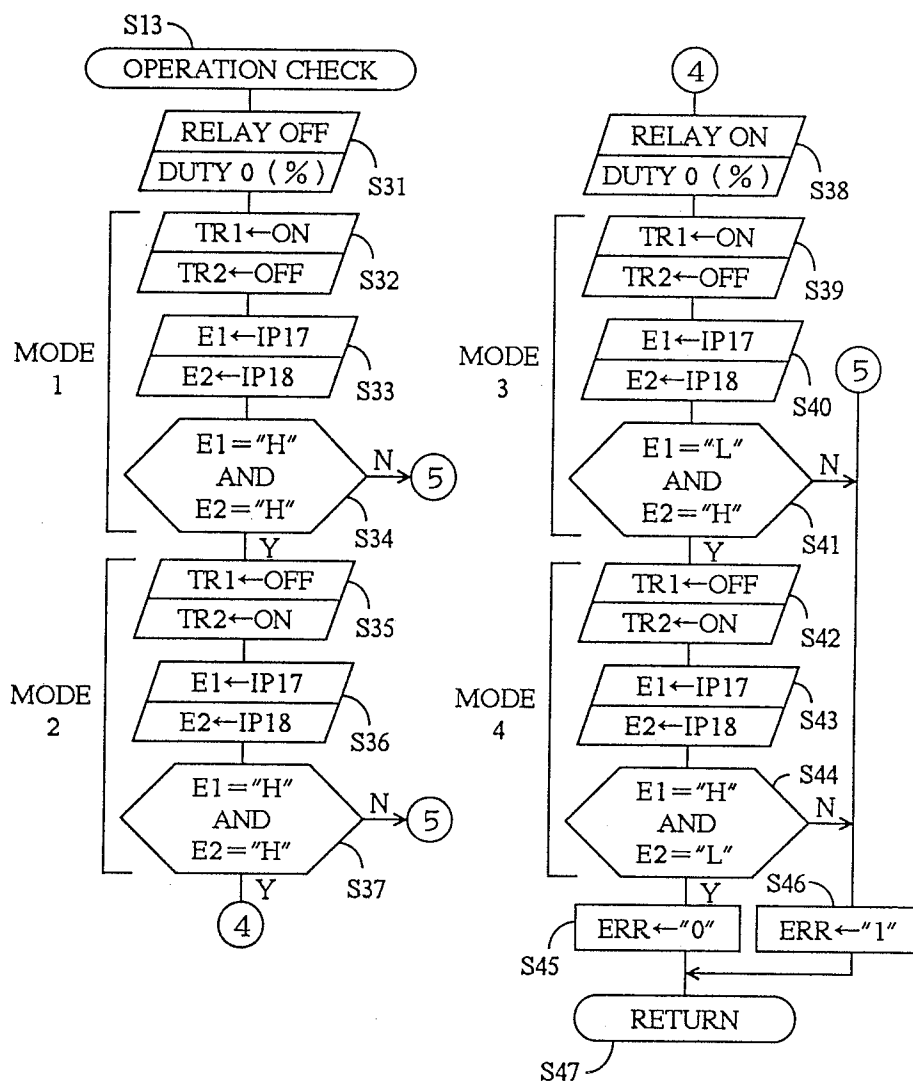 S13
OPERATION CHECK
RELAY OFF
DUTY 0 (%)
S31
MODE
1
TR1←ON
TR2←OFF
S32
E1←IP17
E2←IP18
S33
E1="H"
AND
E2="H"
N
5
S34
Y
MODE
2
TR1←OFF
TR2←ON
S35
E1←IP17
E2←IP18
S36
E1="H"
AND
E2="H"
N
5
S37
Y
4
4
RELAY ON
DUTY 0 (%)
S38
MODE
3
TR1←ON
TR2←OFF
S39
E1←IP17
E2←IP18
S40
5
E1="L"
AND
E2="H"
N
S41
Y
MODE
4
TR1←OFF
TR2←ON
S42
E1←IP17
E2←IP18
S43
S44
E1="H"
AND
E2="L"
N
Y
S46
ERR←"0"
ERR←"1"
S45
RETURN
S47